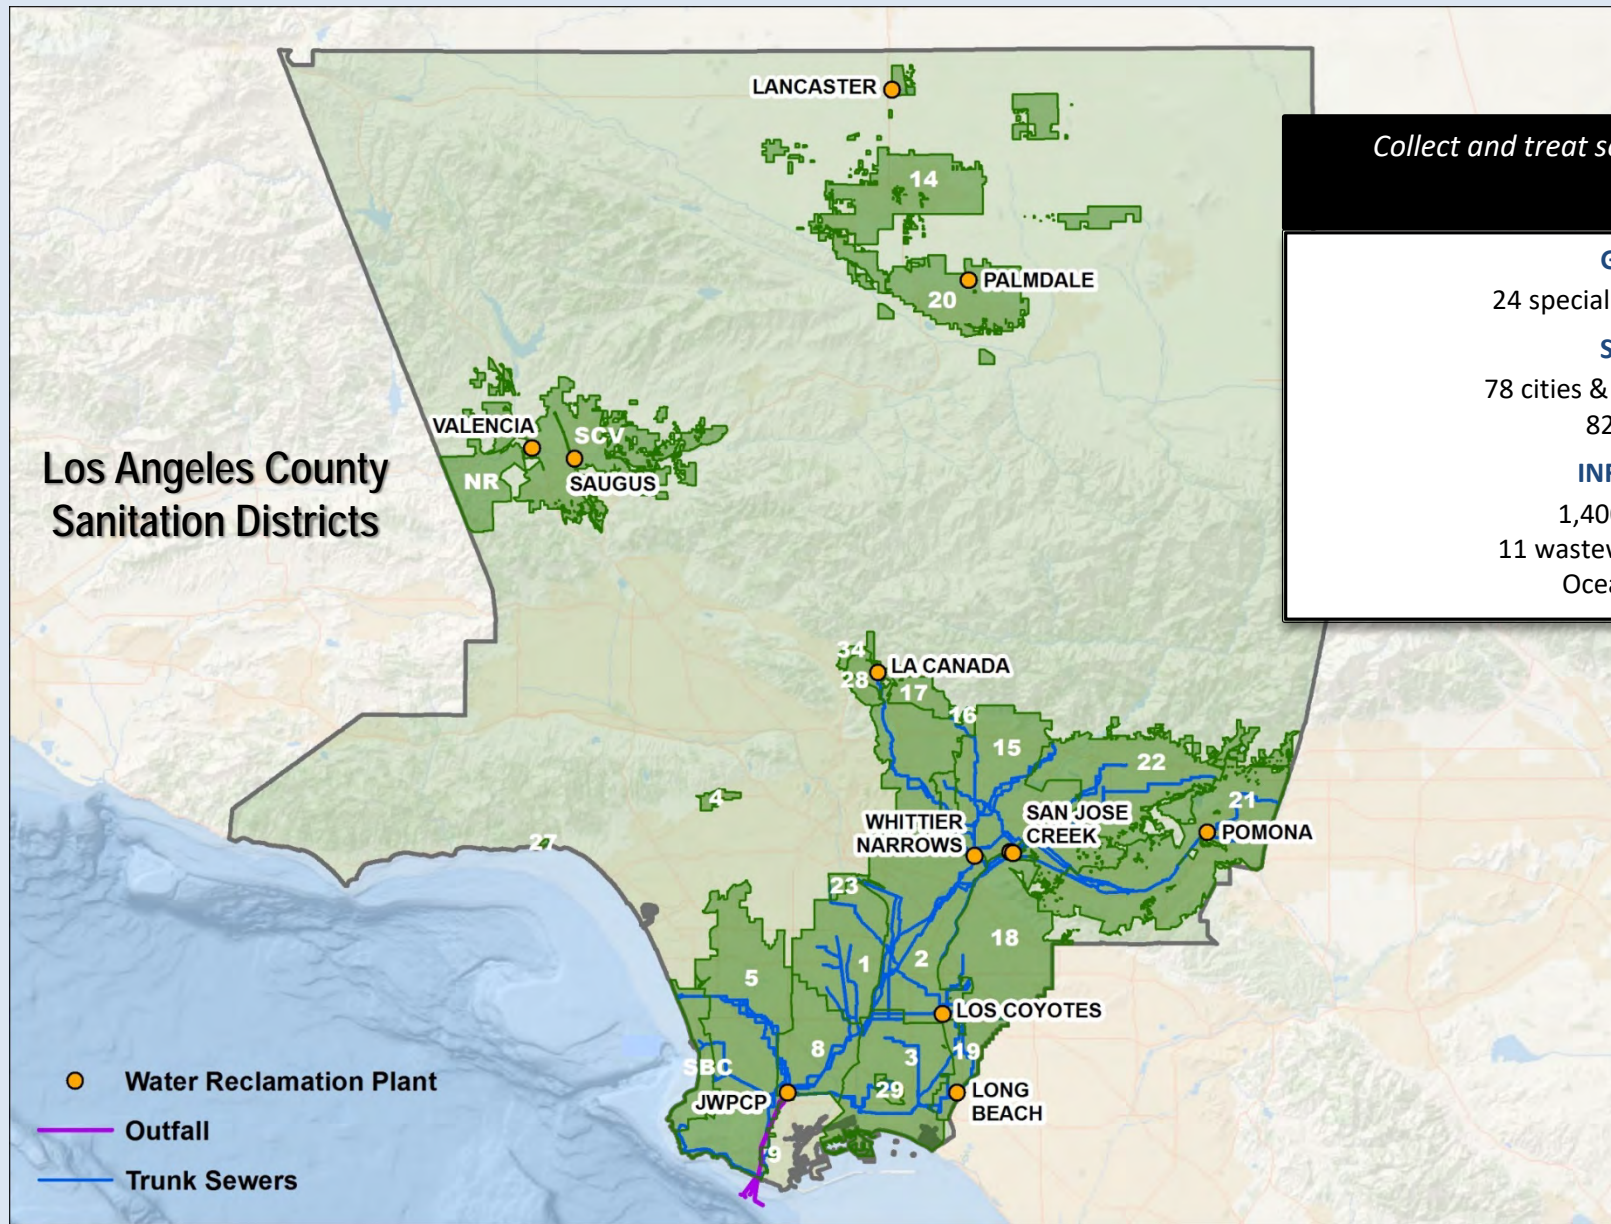 LANCASTER
Collect and treat
14
PALMDALE
20
24 special
78 cities &
82
1,400
11
VALENCIA
SCV
NR
SAUGUS
Los Angeles County
Sanitation Districts
34
LA CANADA
28
17
16
15
22
4
21
WHITTIER
NARROWS
SAN JOSE
CREEK
POMONA
27
23
18
1
2
5
LOS COYOTES
8
3
19
SBC
29
JWPCP
LONG
BEACH
9
Water Reclamation Plant
Outfall
Trunk Sewers